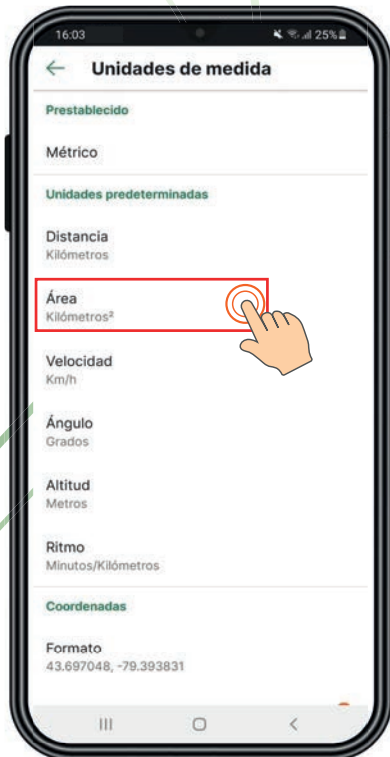 16:03
25%
Unidades de medida
Prestablecido
Métrico
Unidades predeterminadas
Distancia
Kilómetros
Área
Kilómetros²
Velocidad
Km/h
Ángulo
Grados
Altitud
Metros
Ritmo
Minutos/Kilómetros
Coordenadas
Formato
43.697048, -79.393831